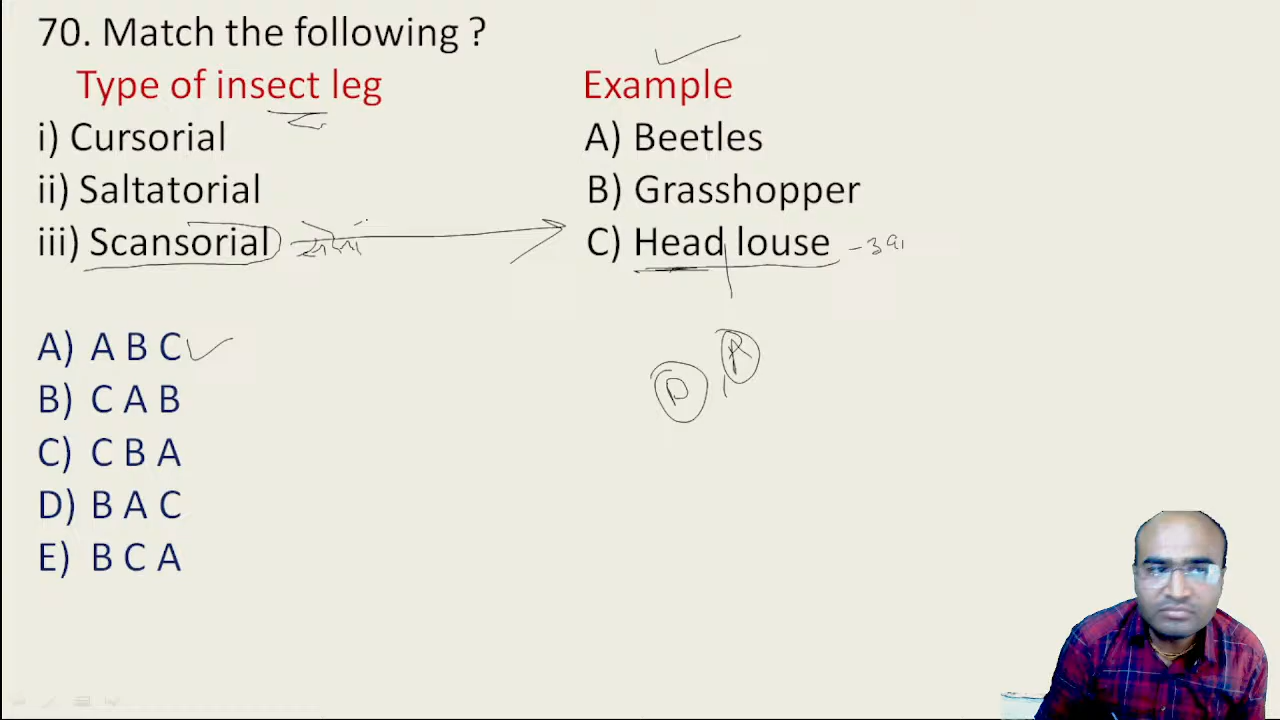 70. Match the following ?
Type of insect leg Example
i) Cursorial A) Beetles
ii) Saltatorial B) Grasshopper
iii) Scansorial C) Head louse
A) A B C
B) C A B
C) C B A
D) B A C
E) B C A